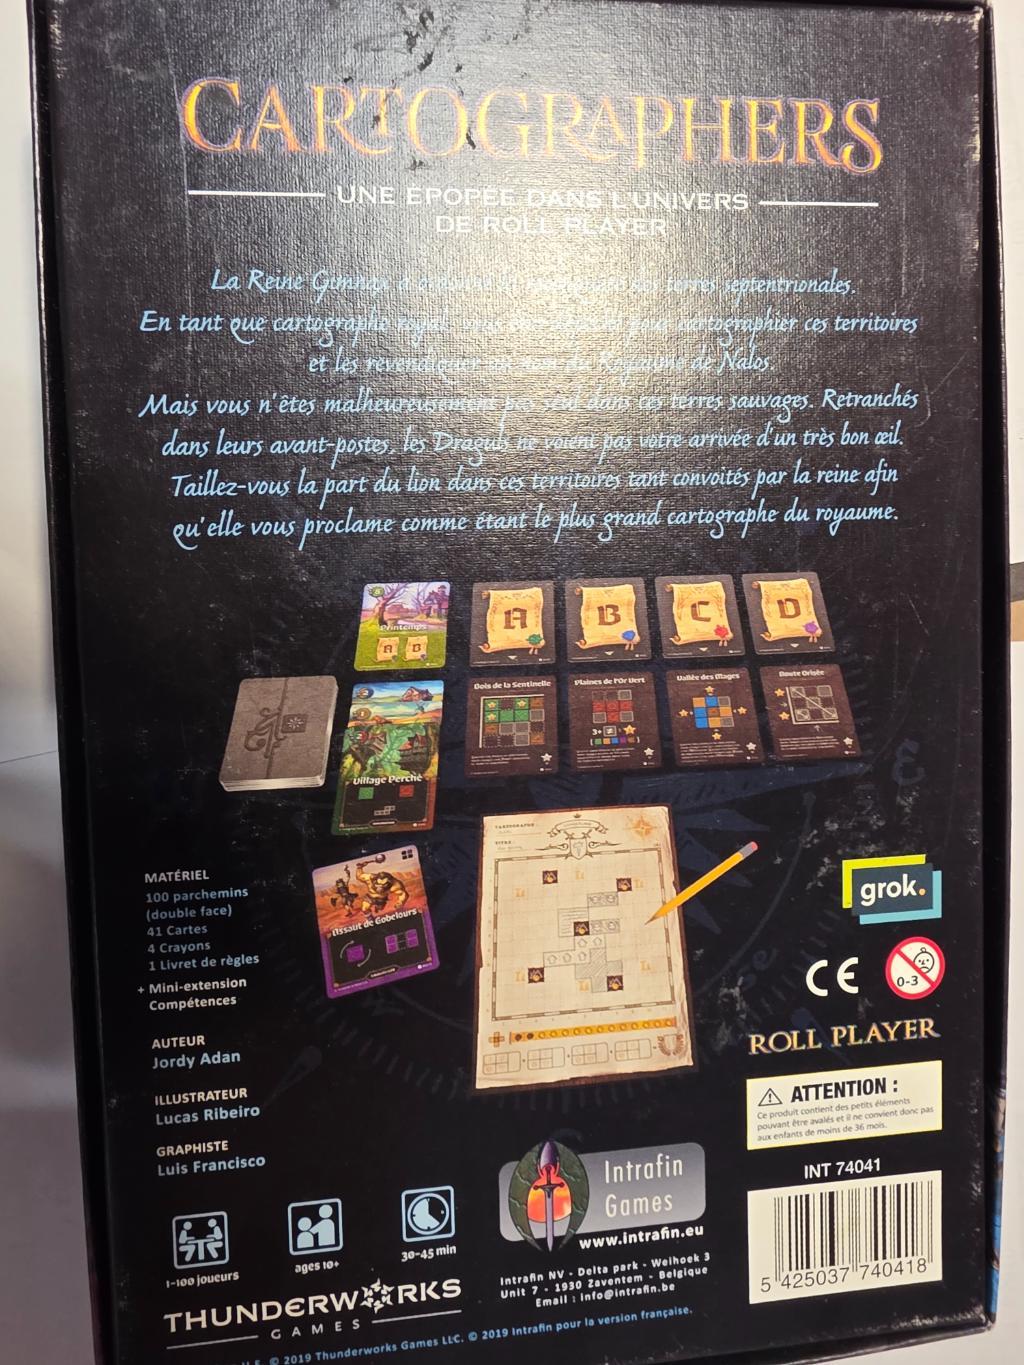 CARTOGRAPHERS
UNE EPOPÉE DANS L'UNIVERS
DE ROLL PLAYER
La Reine Gimnax a terres septentrionales.
En tant que cartographe royal, vous cartographier ces territoires
et les revendiquer au nom du Royaume de Nalos.
Mais vous n'êtes malheureusement pas seul dans ces terres sauvages. Retranchés
dans leurs avant-postes, les Draguls ne voient pas votre arrivée d'un très bon œil.
Taillez-vous la part du lion dans ces territoires tant convoités par la reine afin
qu'elle vous proclame comme étant le plus grand cartographe du royaume.
Printemps
A B
A
B
C
D
Bois de la Sentinelle
Plaines de l'Or Vert
Vallée des Mages
Route Brisée
Village Perché
Assaut de Gobelours
MATÉRIEL
100 parchemins
(double face)
41 Cartes
4 Crayons
1 Livret de règles
+ Mini-extension
Compétences
AUTEUR
Jordy Adan
ILLUSTRATEUR
Lucas Ribeiro
GRAPHISTE
Luis Francisco
1-100 joueurs
ages 10+
30-45 min
THUNDERWORKS
GAMES
Intrafin
Games
www.intrafin.eu
Intrafin NV - Delta park - Weihoek 3
Unit 7 - 1930 Zaventem - Belgique
Email : info@intrafin.be
© 2019 Thunderworks Games LLC. © 2019 Intrafin pour la version française.
grok.
CE
0-3
ROLL PLAYER
ATTENTION :
Ce produit contient des petits éléments
pouvant être avalés et il ne convient donc pas
aux enfants de moins de 36 mois.
INT 74041
5 425037 740418